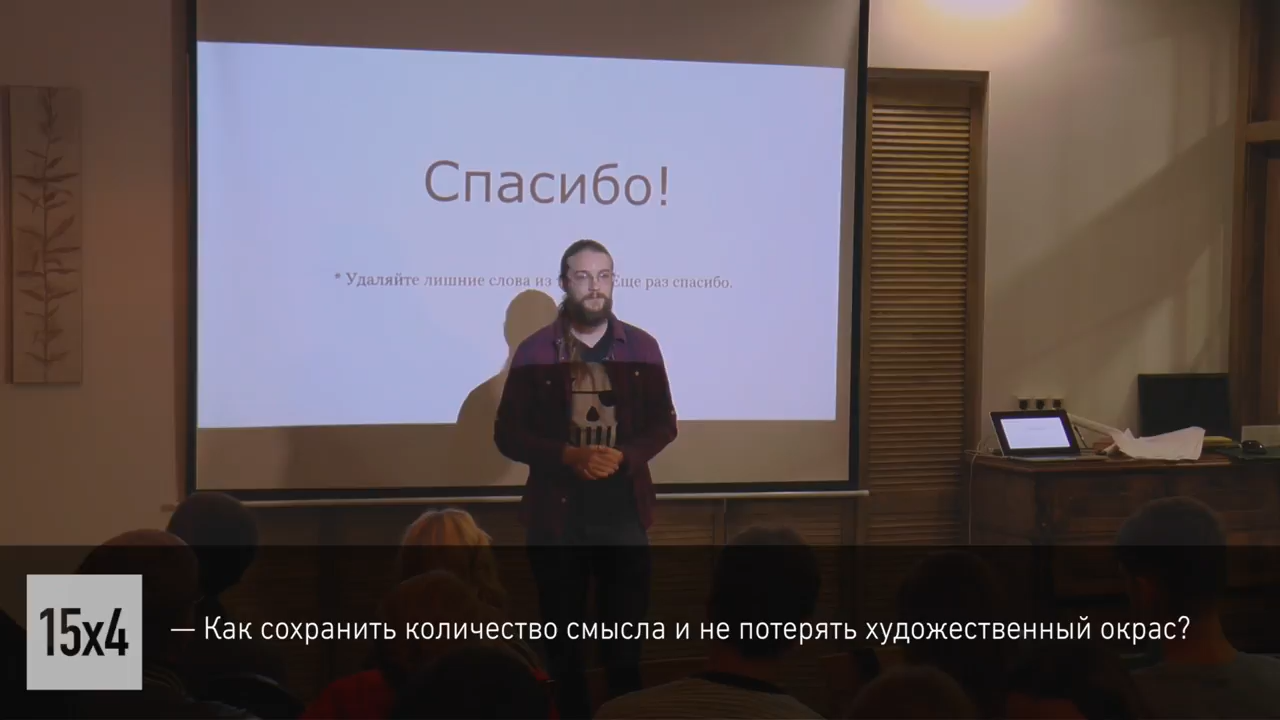 Спасибо!
* Удаляйте лишние слова из Еще раз спасибо.
15x4
— Как сохранить количество смысла и не потерять художественный окрас?